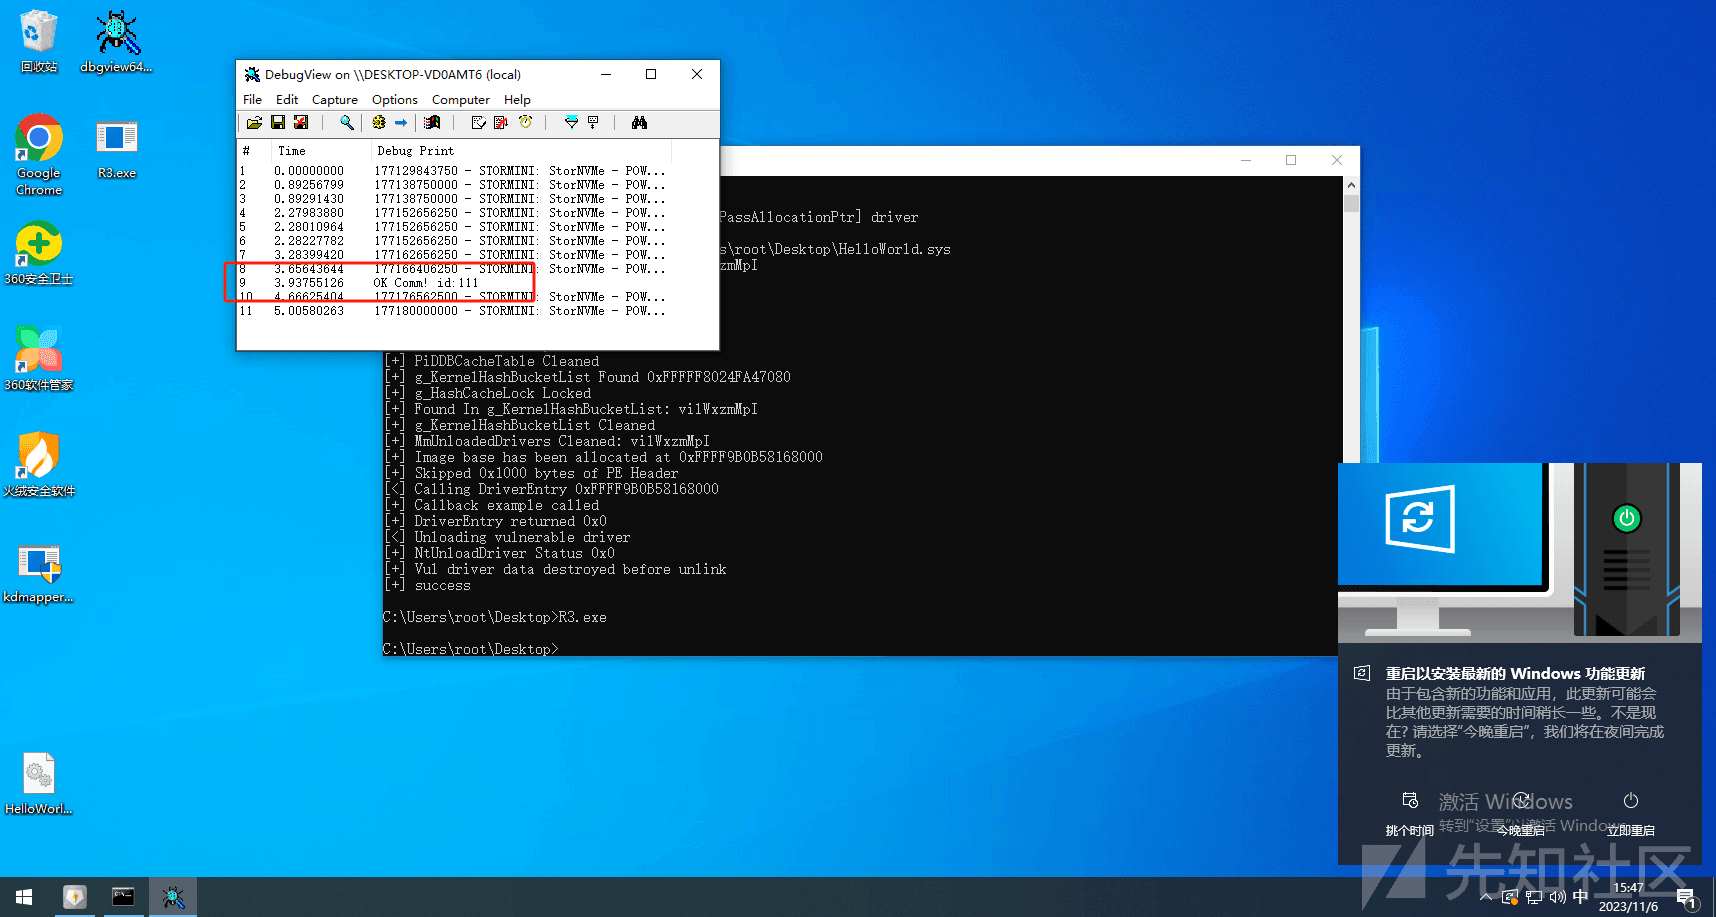 回收站
dbgview64...
Google
Chrome
R3.exe
360安全卫士
360软件管家
火绒安全软件
kdmapper...
HelloWorl...
DebugView on \\DESKTOP-VD0AMT6 (local)
File Edit Capture Options Computer Help
# Time Debug Print
1 0.00000000 177129843750 - STORMINI: StorNVMe - POW...
2 0.89256799 177138750000 - STORMINI: StorNVMe - POW...
3 0.89291430 177138750000 - STORMINI: StorNVMe - POW...
4 2.27983880 177152656250 - STORMINI: StorNVMe - POW...
5 2.28010964 177152656250 - STORMINI: StorNVMe - POW...
6 2.28227782 177152656250 - STORMINI: StorNVMe - POW...
7 3.28399420 177162656250 - STORMINI: StorNVMe - POW...
8 3.65643644 177166406250 - STORMINI: StorNVMe - POW...
9 3.93755126 OK Comm! id:111
10 4.66625404 177176562500 - STORMINI: StorNVMe - POW...
11 5.00580263 177180000000 - STORMINI: StorNVMe - POW...
PassAllocationPtr] driver
s\root\Desktop\HelloWorld.sys
zmMpI
[+] PiDDBCacheTable Cleaned
[+] g_KernelHashBucketList Found 0xFFFFF8024FA47080
[+] g_HashCacheLock Locked
[+] Found In g_KernelHashBucketList: vilWxzmMpI
[+] g_KernelHashBucketList Cleaned
[+] MmUnloadedDrivers Cleaned: vilWxzmMpI
[+] Image base has been allocated at 0xFFFF9B0B58168000
[+] Skipped 0x1000 bytes of PE Header
[<] Calling DriverEntry 0xFFFF9B0B58168000
[+] Callback example called
[+] DriverEntry returned 0x0
[<] Unloading vulnerable driver
[+] NtUnloadDriver Status 0x0
[+] Vul driver data destroyed before unlink
[+] success
C:\Users\root\Desktop>R3.exe
C:\Users\root\Desktop>
重启以安装最新的 Windows 功能更新
由于包含新的功能和应用，此更新可能会
比其他更新需要的时间稍长一些。不是现
在? 请选择“今晚重启”，我们将在夜间完成
更新。
激活 Windows
转到"设置"以激活 Windows。
挑个时间 今晚重启 立即重启
先知社区
中
15:47
2023/11/6
1